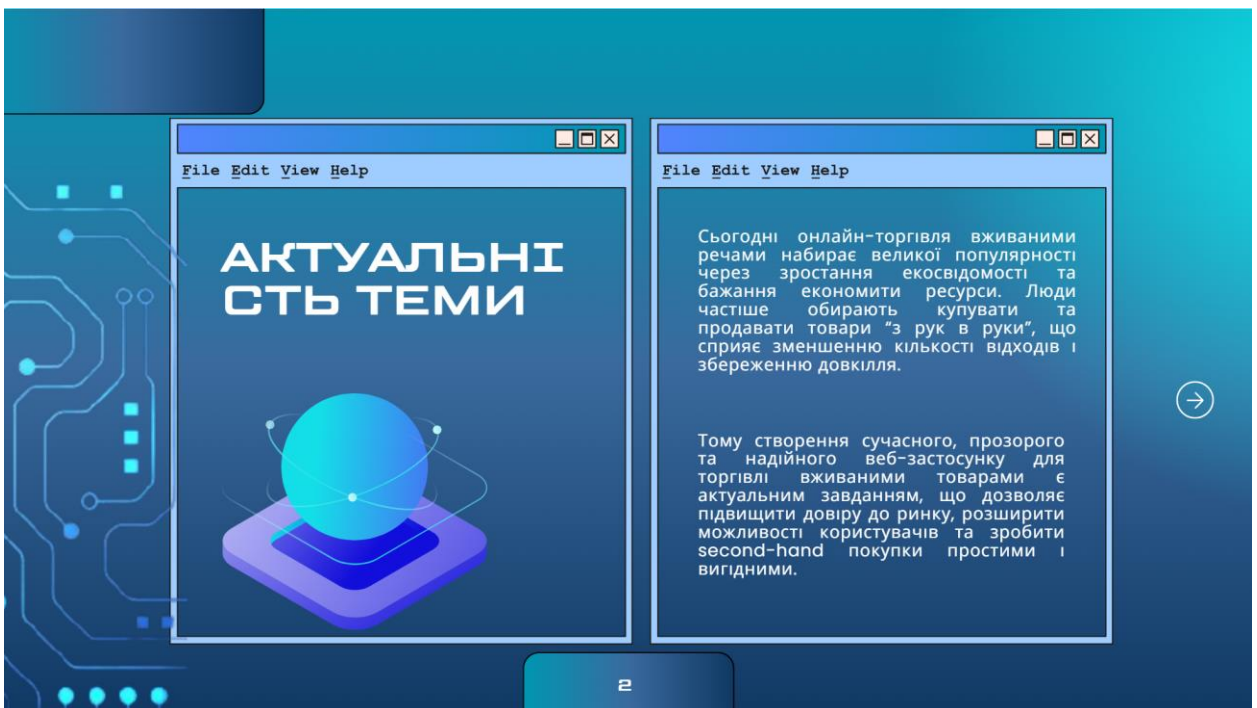 File Edit View Help
АКТУАЛЬНІ
СТЬ ТЕМИ
File Edit View Help
Сьогодні онлайн-торгівля вживаними
речами набирає великої популярності
через зростання екосвідомості та
бажання економити ресурси. Люди
частіше обирають купувати та
продавати товари “з рук в руки”, що
сприяє зменшенню кількості відходів і
збереженню довкілля.
Тому створення сучасного, прозорого
та надійного веб-застосунку для
торгівлі вживаними товарами є
актуальним завданням, що дозволяє
підвищити довіру до ринку, розширити
можливості користувачів та зробити
second-hand покупки простими і
вигідними.
2